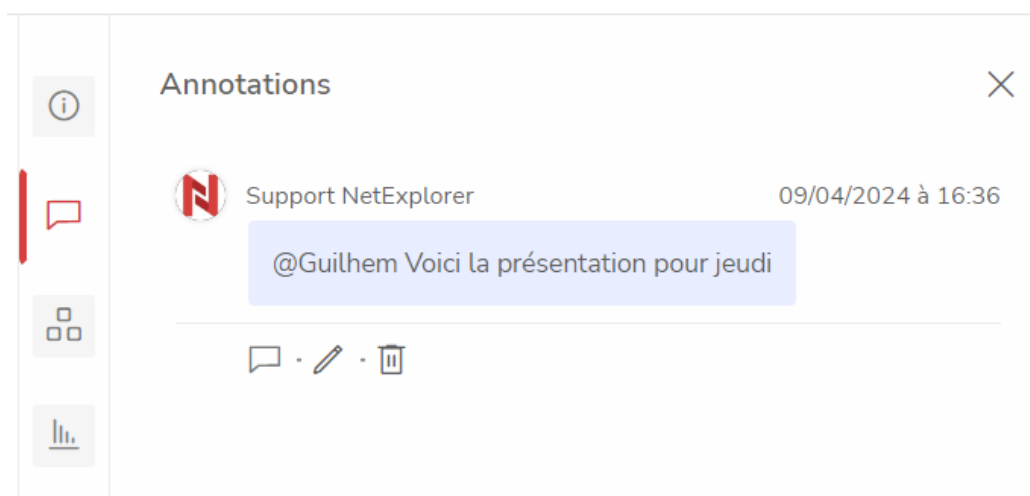 Annotations
Support NetExplorer 09/04/2024 à 16:36
@Guilhem Voici la présentation pour jeudi